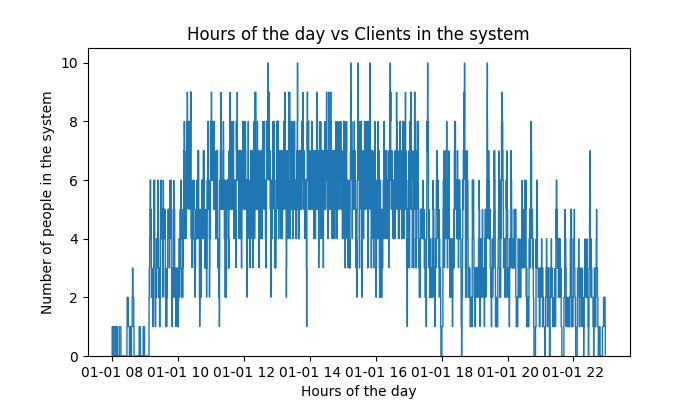 Hours of the day vs Clients in the system
Number of people in the system
10
8
6
4
2
0
01-01 08 01-01 10 01-01 12 01-01 14 01-01 16 01-01 18 01-01 20 01-01 22
Hours of the day